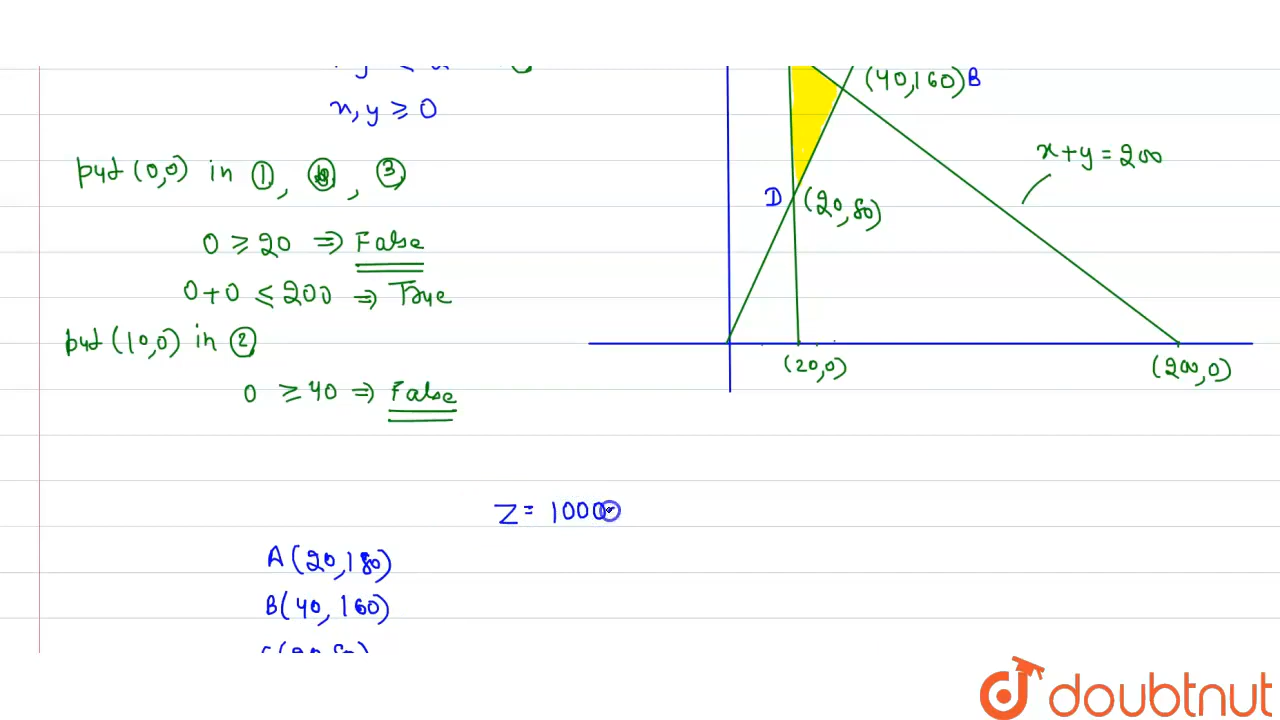 x, y ≥ 0
put (0,0) in ①, ②, ③
0 ≥ 20 ⇒ False
0+0 ≤ 200 ⇒ True
put (10,0) in ②
0 ≥ 40 ⇒ False
(40,160) B
x+y = 200
D (20,80)
(20,0)
(200,0)
Z = 1000
A (20,180)
B (40, 160)
doubtnut